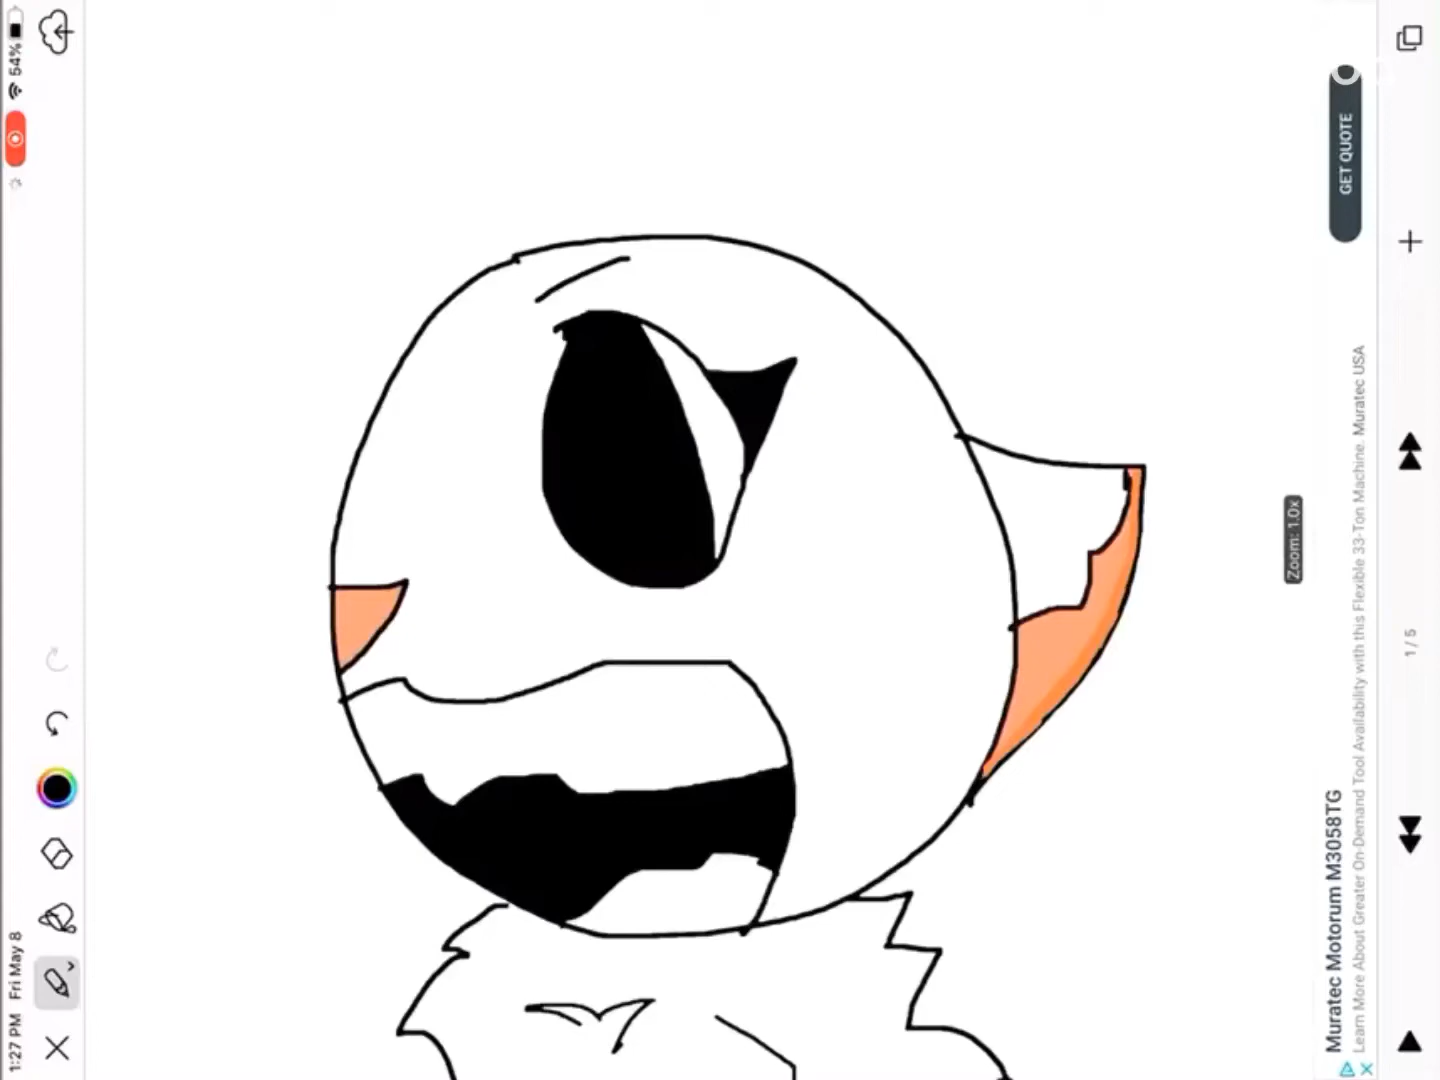 1:27 PM Fri May 8
54%
Zoom: 1.0x
Muratec Motorum M3058TG
Learn More About Greater On-Demand Tool Availability with this Flexible 33-Ton Machine. Muratec USA
GET QUOTE
1 / 5